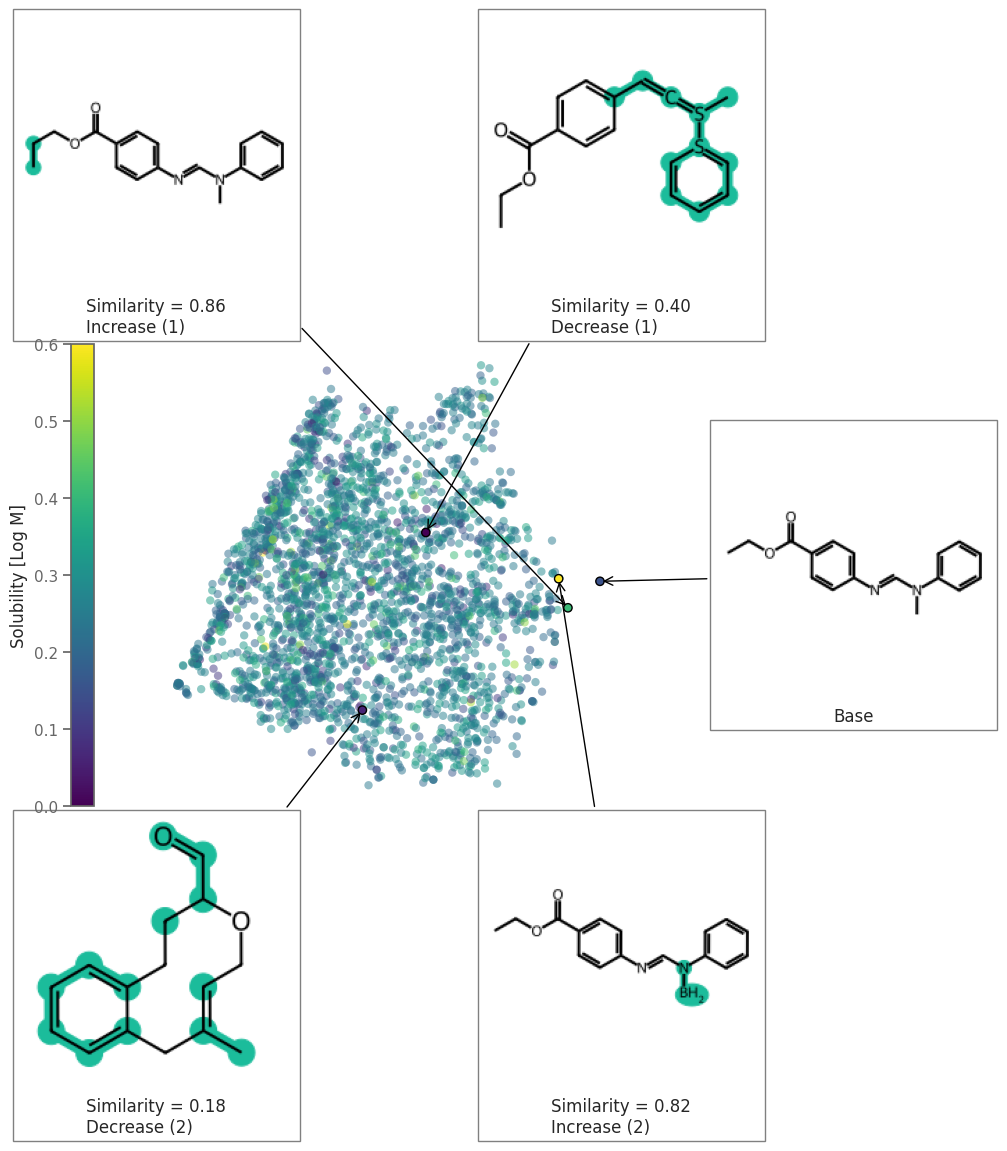 O
O
N
N
Similarity = 0.86
Increase (1)
C
S
S
O
O
Similarity = 0.40
Decrease (1)
0.6
0.5
0.4
0.3
0.2
0.1
0.0
Solubility [Log M]
O
O
N
N
Base
O
O
Similarity = 0.18
Decrease (2)
O
O
N
N
BH2
Similarity = 0.82
Increase (2)